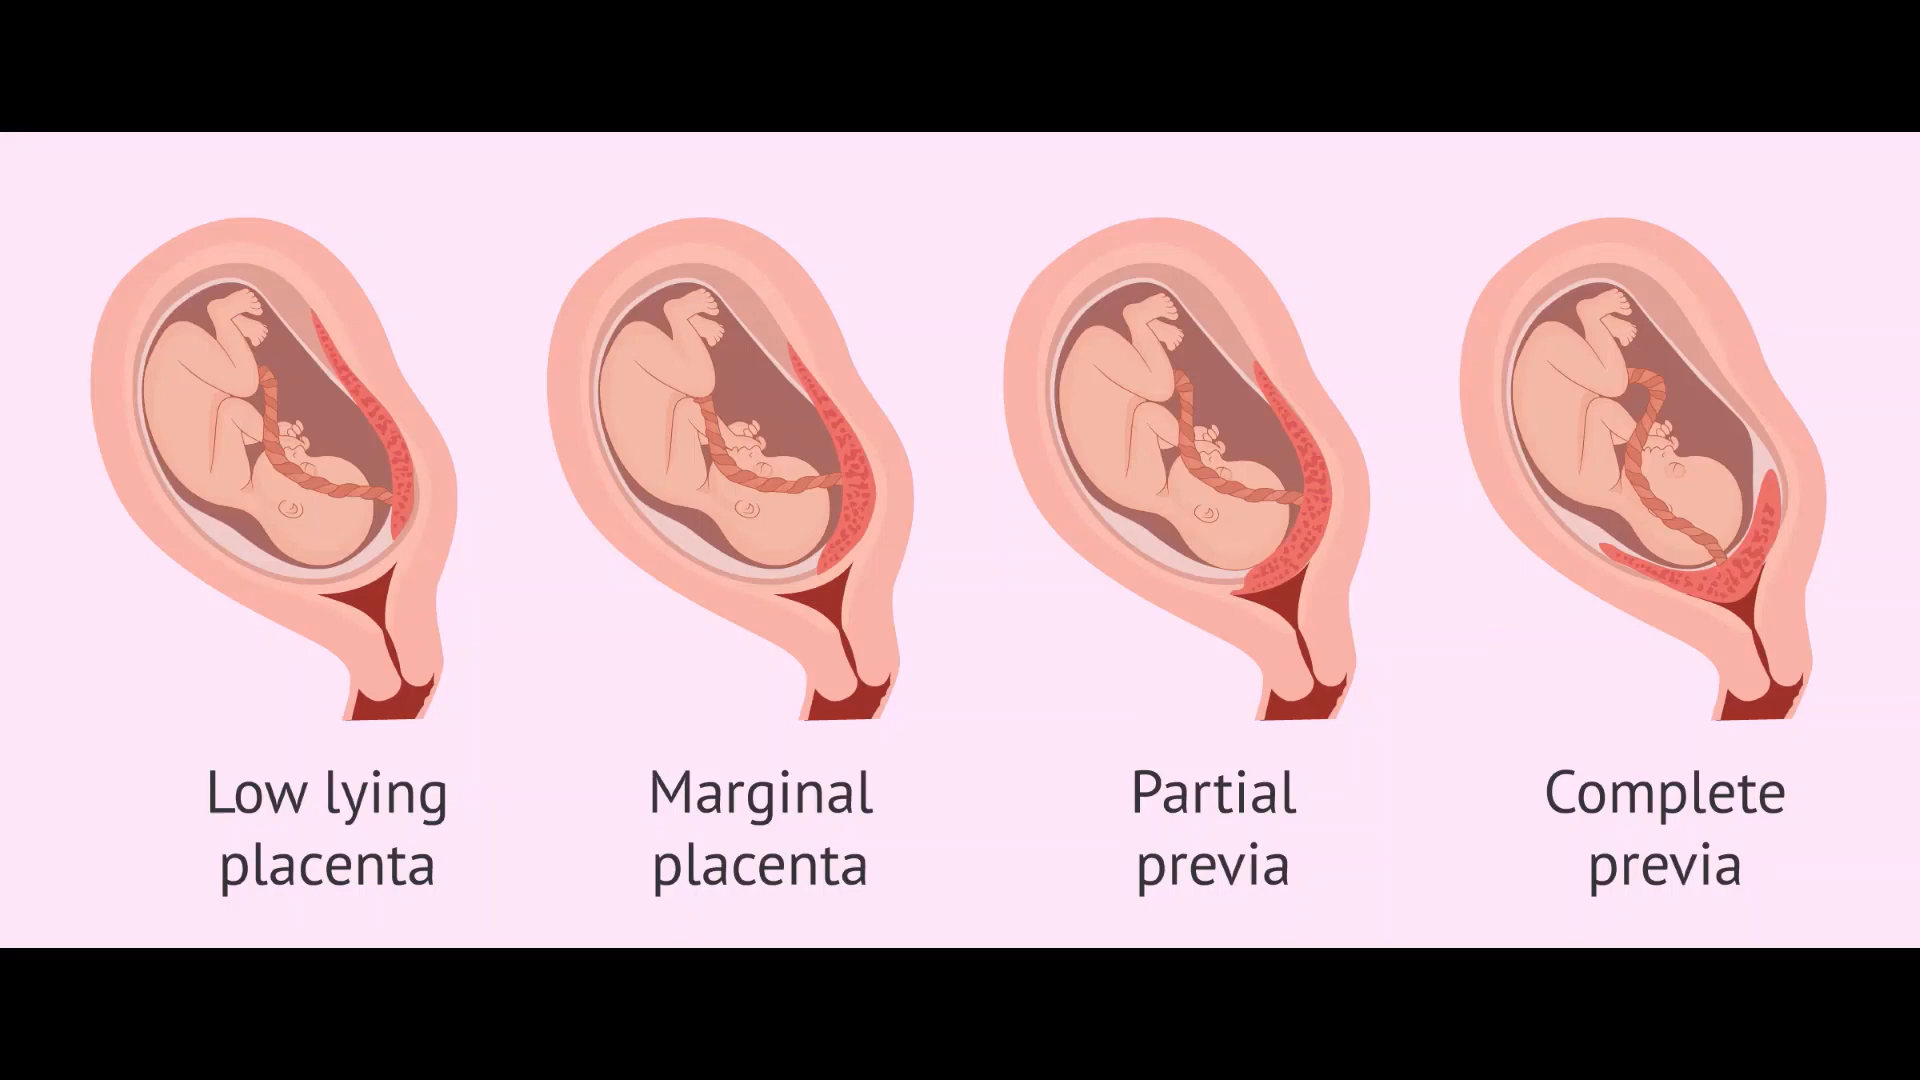 Low lying
placenta
Marginal
placenta
Partial
previa
Complete
previa